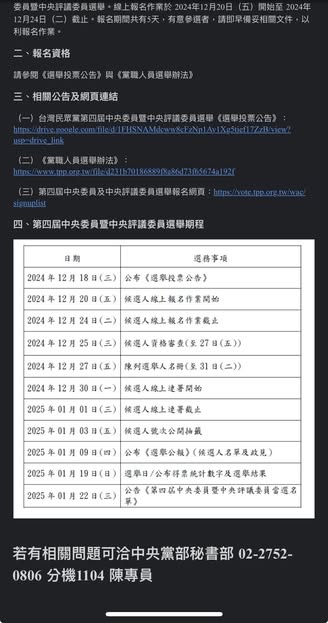 委員暨中央評議委員選舉。線上報名作業於 2024年12月20日（五）開始至 2024年
12月24日（二）截止。報名期間共有5天，有意參選者，請即早備妥相關文件，以
利報名作業。
二、報名資格
請參閱《選舉投票公告》與《黨職人員選舉辦法》
三、相關公告及網頁連結
（一）台灣民眾黨第四屆中央委員暨中央評議委員選舉《選舉投票公告》：
https://drive.google.com/file/d/1FHSNAMdcww8cFzNp1Ay1Xg5tief17ZzB/view?
usp=drive_link
（二）《黨職人員選舉辦法》：
https://www.tpp.org.tw/file/d231b70186889f8a86d73fb5674a192f
（三）第四屆中央委員及中央評議委員選舉報名網頁：https://vote.tpp.org.tw/wac/
signuplist
四、第四屆中央委員暨中央評議委員選舉期程
日期 選務事項
2024 年 12 月 18 日(三) 公布《選舉投票公告》
2024 年 12 月 20 日(五) 候選人線上報名作業開始
2024 年 12 月 24 日(二) 候選人線上報名作業截止
2024 年 12 月 25 日(三) 候選人資格審查(至 27 日(五))
2024 年 12 月 27 日(五) 陳列選舉人名冊(至 31 日(二))
2024 年 12 月 30 日(一) 候選人線上連署開始
2025 年 01 月 01 日(三) 候選人線上連署截止
2025 年 01 月 03 日(五) 候選人號次公開抽籤
2025 年 01 月 09 日(四) 公布《選舉公報》(候選人名單及政見)
2025 年 01 月 19 日(日) 選舉日/公布得票統計數字及選舉結果
2025 年 01 月 22 日(三) 公告《第四屆中央委員暨中央評議委員當選名
單》
若有相關問題可洽中央黨部秘書部 02-2752-
0806 分機1104 陳專員